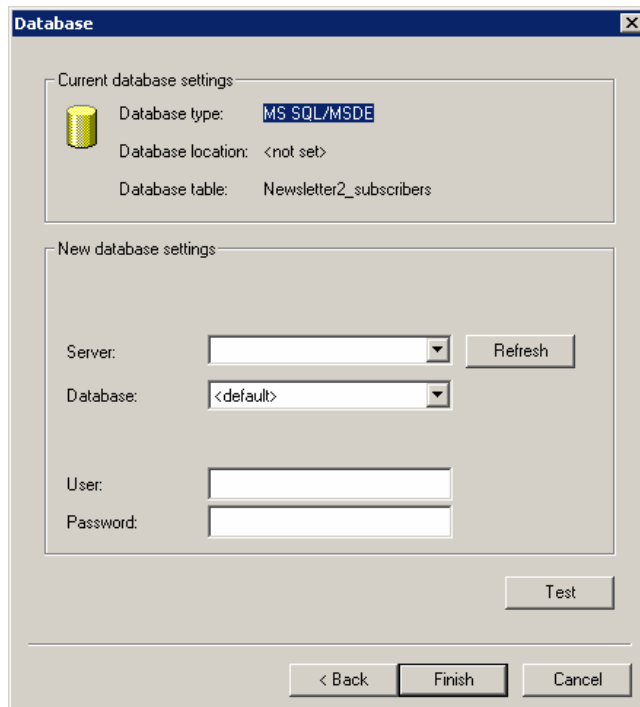 Database
Current database settings
Database type: MS SQL/MSDE
Database location: <not set>
Database table: Newsletter2_subscribers
New database settings
Server: Refresh
Database: <default>
User:
Password:
Test
< Back Finish Cancel